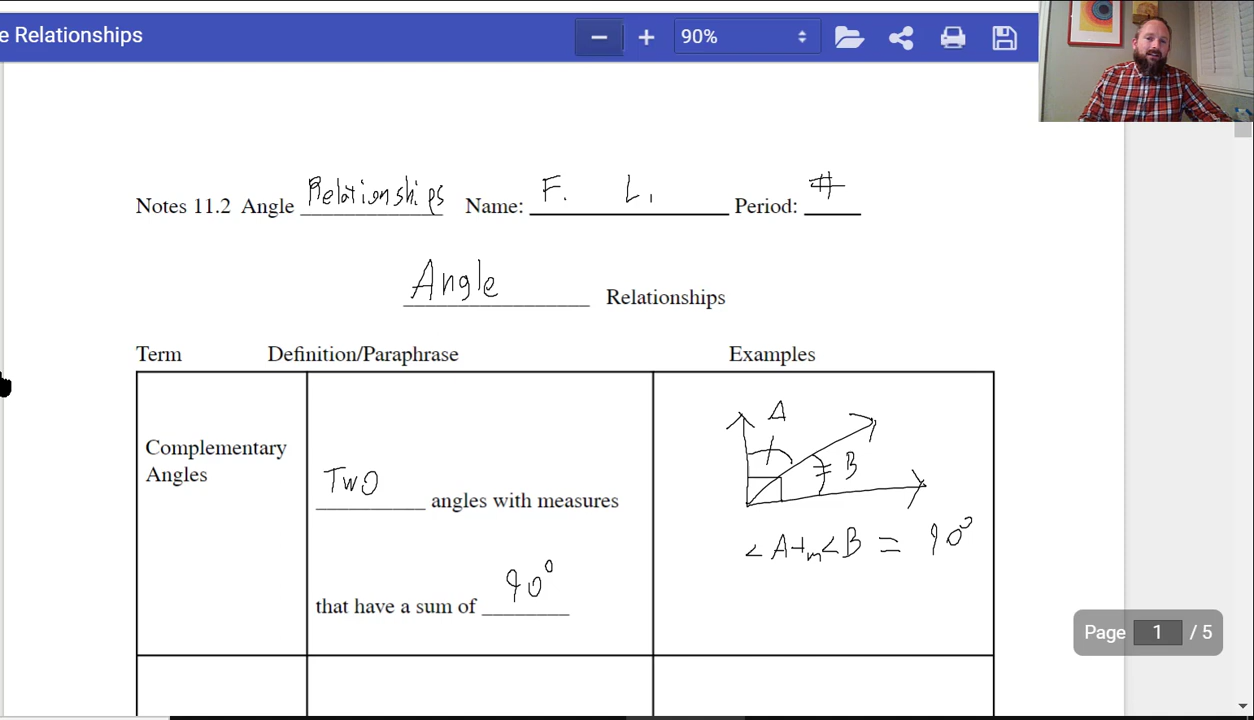 e Relationships
90%
Notes 11.2 Angle Relationships Name: F. L. Period: #
Angle Relationships
Term Definition/Paraphrase Examples
Complementary
Angles
Two angles with measures
that have a sum of 90°
A
B
∠A+m∠B = 90°
Page 1 / 5